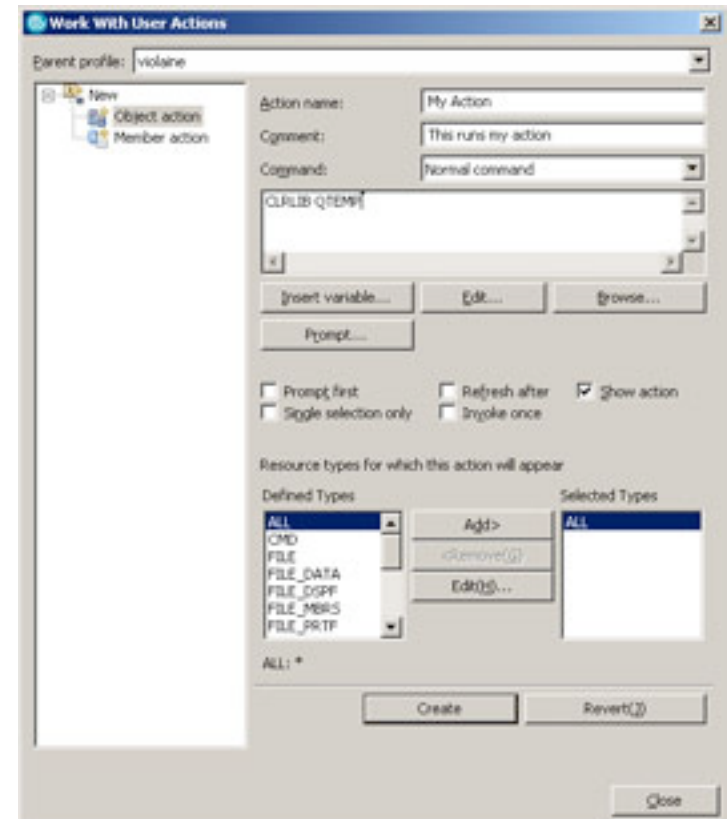 Work With User Actions
Parent profile: violaine
New
Object action
Member action
Action name: My Action
Comment: This runs my action
Command: Normal command
CLRLIB QTEMP
Insert variable... Edit... Browse...
Prompt...
Prompt first Refresh after Show action
Single selection only Invoke once
Resource types for which this action will appear
Defined Types Selected Types
ALL Add> ALL
CMD
FILE <Remove(G)
FILE_DATA
FILE_DSPF Edit(H)...
FILE_MBRS
FILE_PRTF
ALL: *
Create Revert(J)
Close